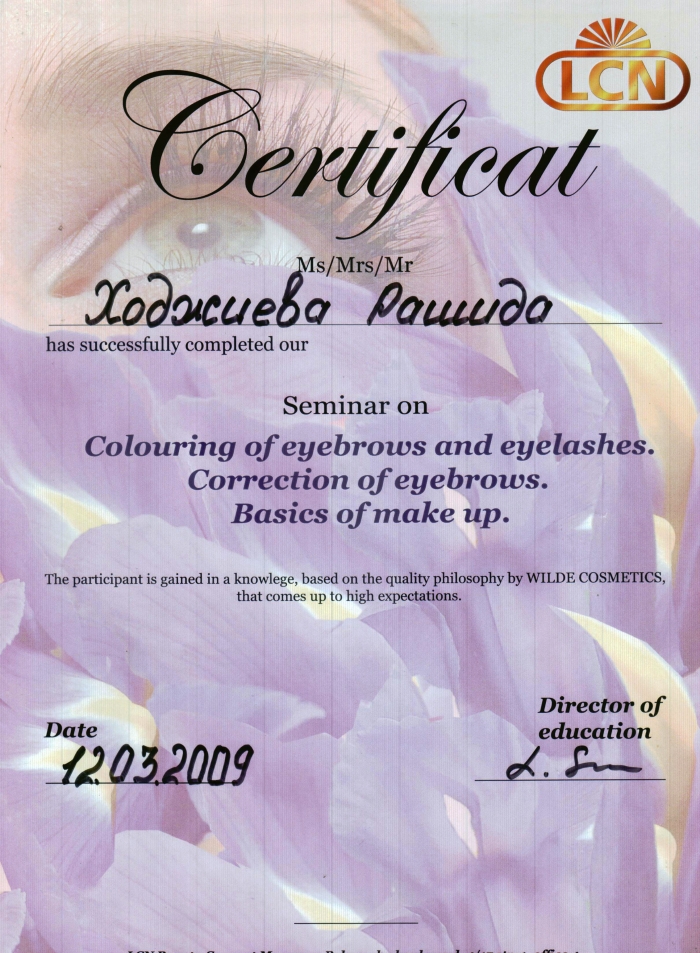 LCN
Certificat
Ms/Mrs/Mr
Ходжиева Рашида
has successfully completed our
Seminar on
Colouring of eyebrows and eyelashes.
Correction of eyebrows.
Basics of make up.
The participant is gained in a knowlege, based on the quality philosophy by WILDE COSMETICS,
that comes up to high expectations.
Director of
education
Date
12.03.2009